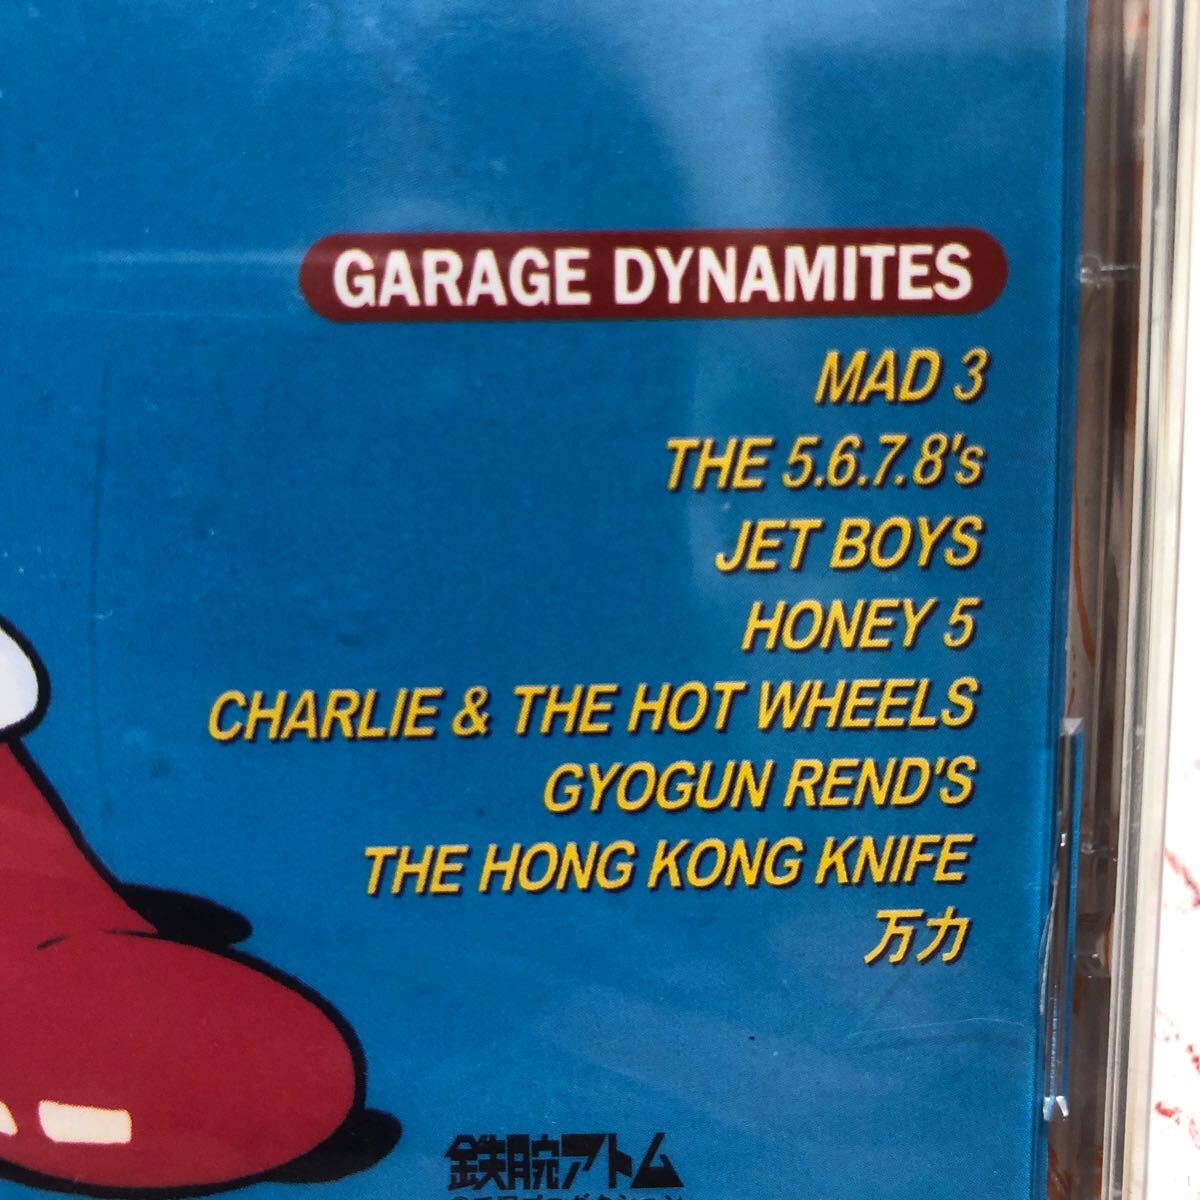 GARAGE DYNAMITES
MAD 3
THE 5.6.7.8's
JET BOYS
HONEY 5
CHARLIE & THE HOT WHEELS
GYOGUN REND'S
THE HONG KONG KNIFE
万力
鉄腕アトム